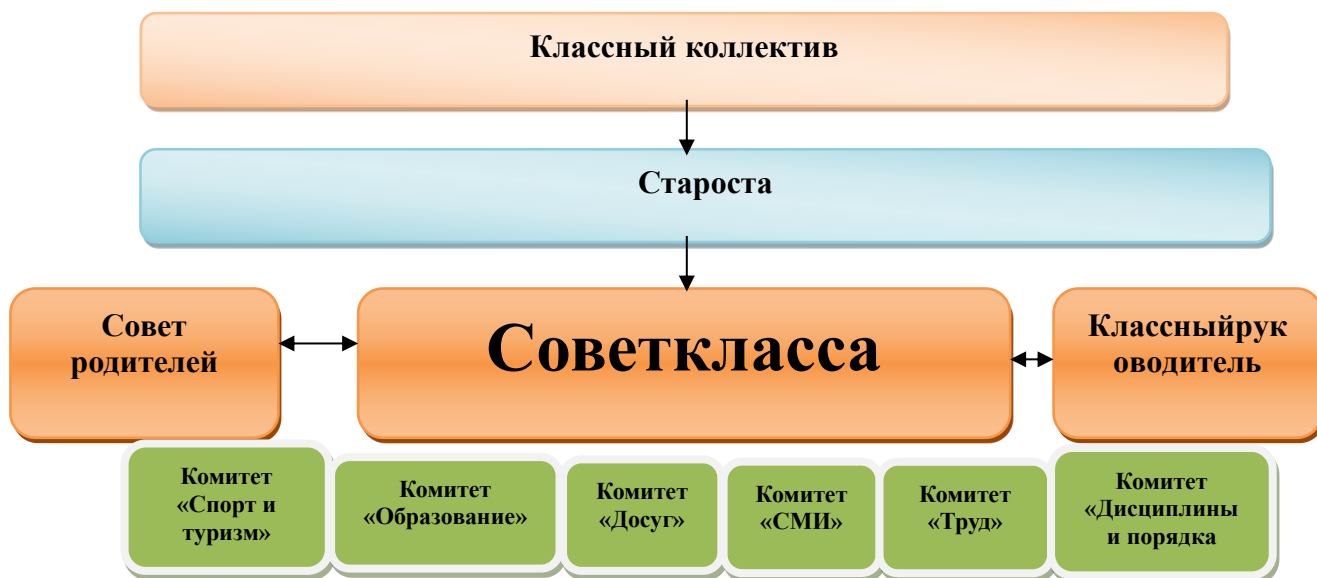 Классный коллектив
Староста
Совет
родителей
Советкласса
Классныйрук
оводитель
Комитет
«Спорт и
туризм»
Комитет
«Образование»
Комитет
«Досуг»
Комитет
«СМИ»
Комитет
«Труд»
Комитет
«Дисциплины
и порядка